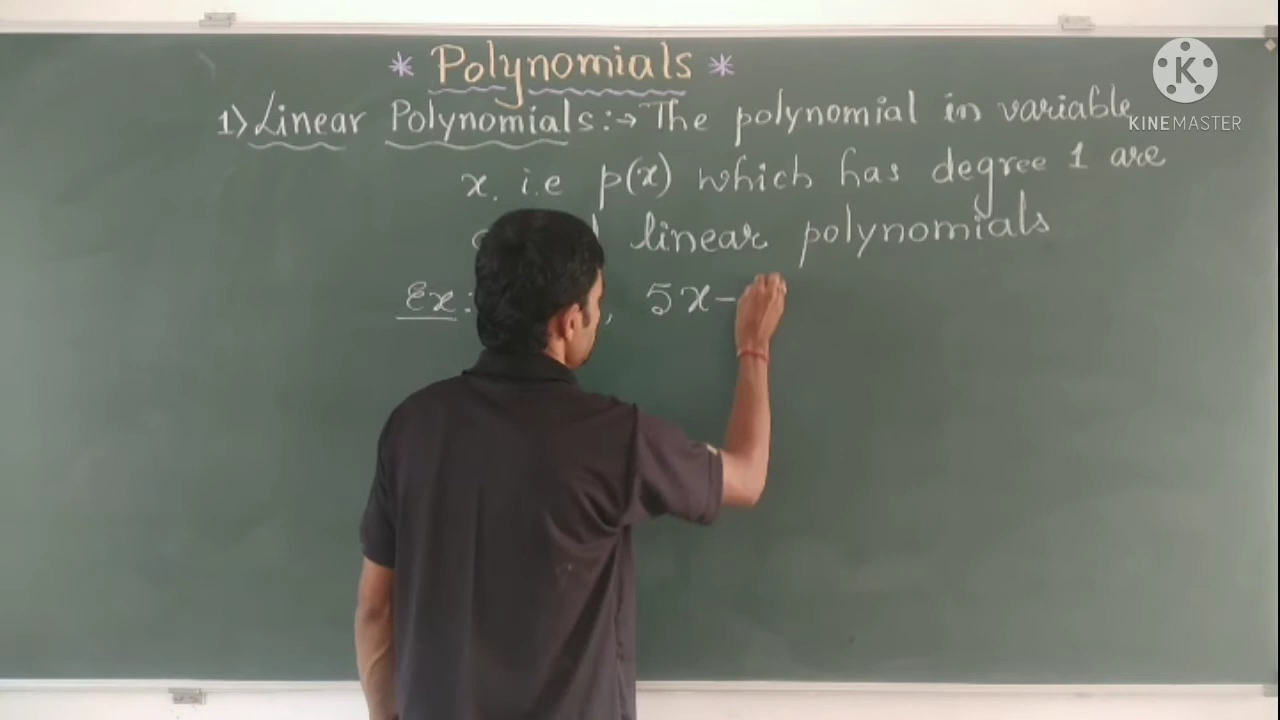 * Polynomials *
1) Linear Polynomials:→ The polynomial in variable
x. i.e p(x) which has degree 1 are
linear polynomials
Ex: , 5x-
K
KINEMASTER